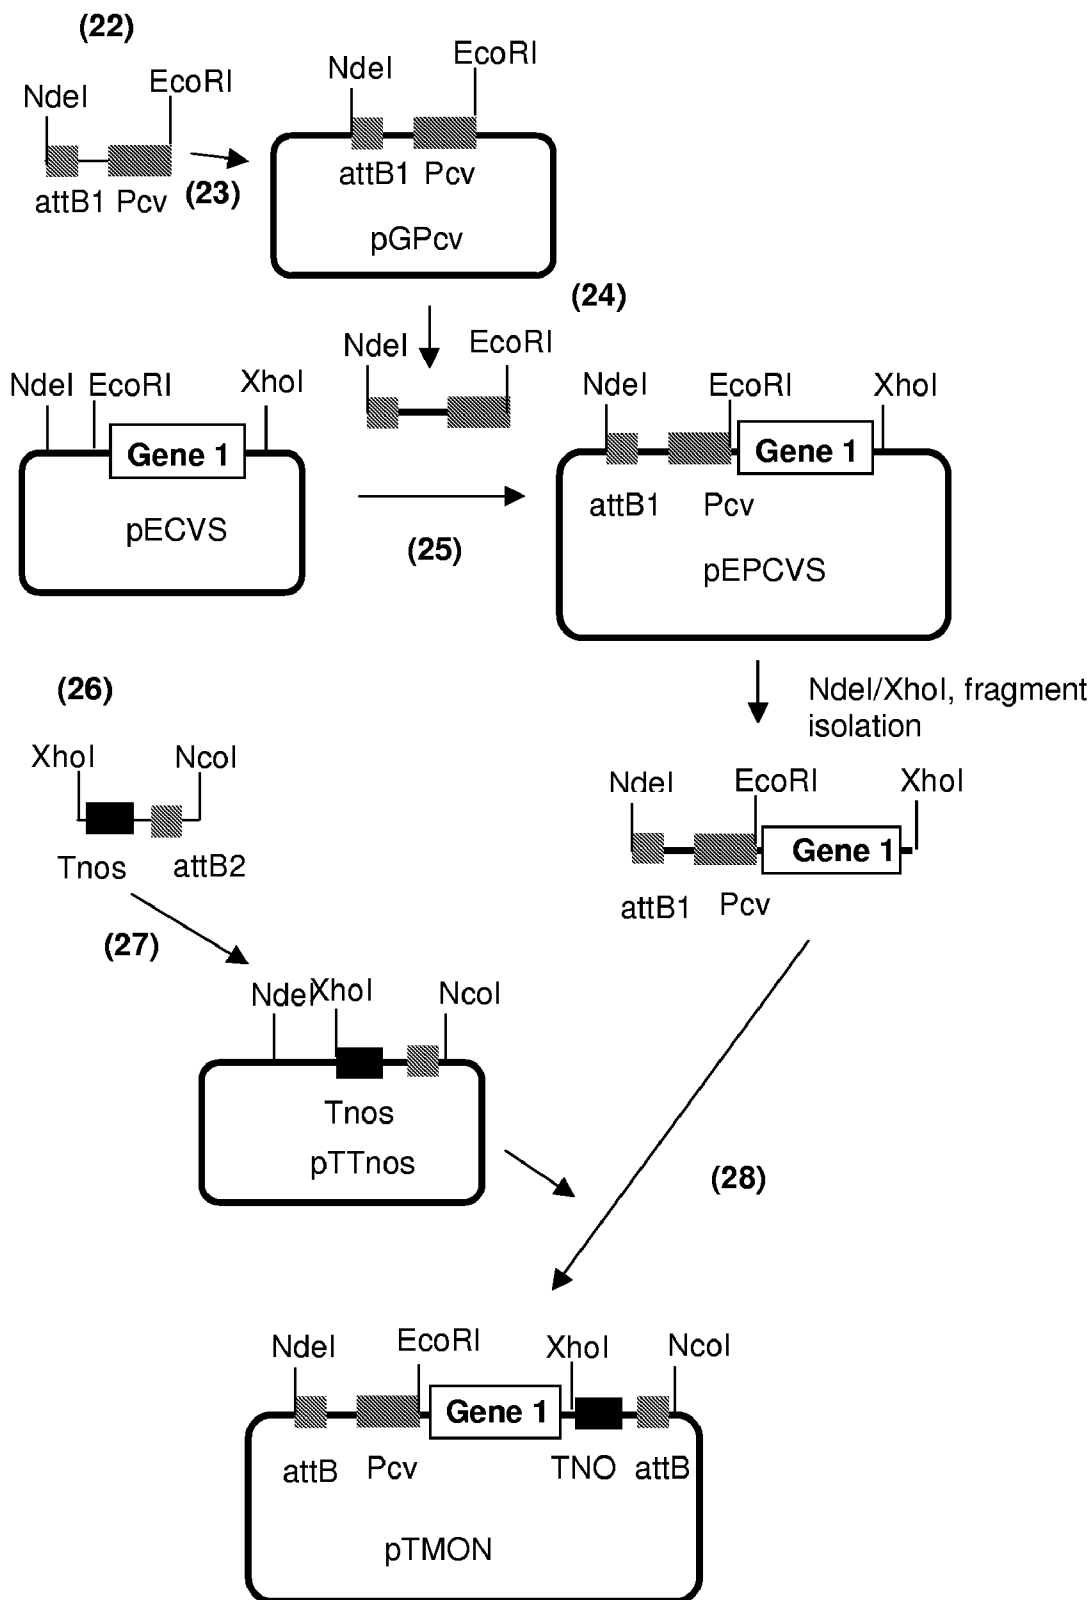 (22)
NdeI
EcoRI
attB1 Pcv
(23)
NdeI
EcoRI
attB1 Pcv
pGPcv
(24)
NdeI
EcoRI
NdeI
EcoRI
XhoI
Gene 1
pECVS
(25)
NdeI
EcoRI
XhoI
Gene 1
attB1
Pcv
pEPCVS
NdeI/XhoI, fragment
isolation
(26)
XhoI
NcoI
Tnos
attB2
(27)
NdeI
EcoRI
XhoI
Gene 1
attB1
Pcv
NdeI
XhoI
NcoI
Tnos
pTTnos
(28)
NdeI
EcoRI
XhoI
NcoI
Gene 1
attB
Pcv
TNO
attB
pTMON